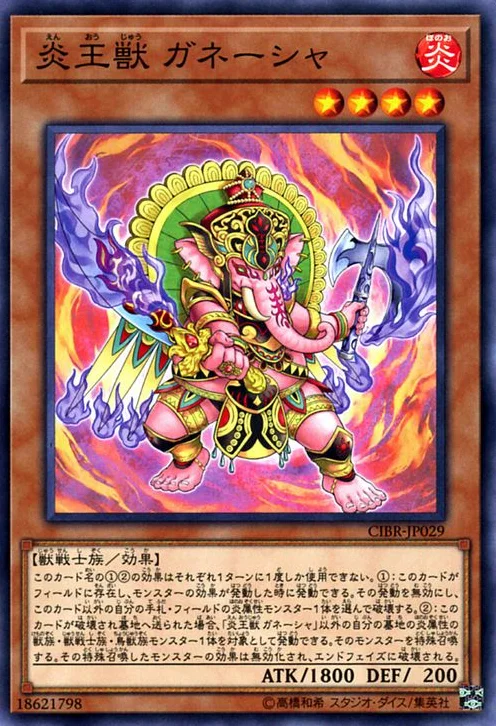 炎王獣 ガネーシャ
炎
CIBR-JP029
【獣戦士族/効果】
このカード名の①②の効果はそれぞれ1ターンに1度しか使用できない。①:このカードが
フィールドに存在し、モンスターの効果が発動した時に発動できる。その発動を無効にし、
このカード以外の自分の手札・フィールドの炎属性モンスター1体を選んで破壊する。②:この
カードが破壊され墓地へ送られた場合、「炎王獣ガネーシャ」以外の自分の墓地の炎属性の
獣族・獣戦士族・鳥獣族モンスター1体を対象として発動できる。そのモンスターを特殊召
喚する。その特殊召喚したモンスターの効果は無効化され、エンドフェイズに破壊される。
ATK/1800 DEF/ 200
18621798
©高橋和希 スタジオ・ダイス/集英社